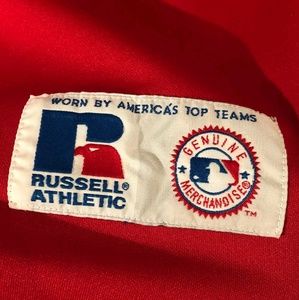 WORN BY AMERICA'S TOP TEAMS
RUSSELL®
ATHLETIC
GENUINE
MERCHANDISE®
TM